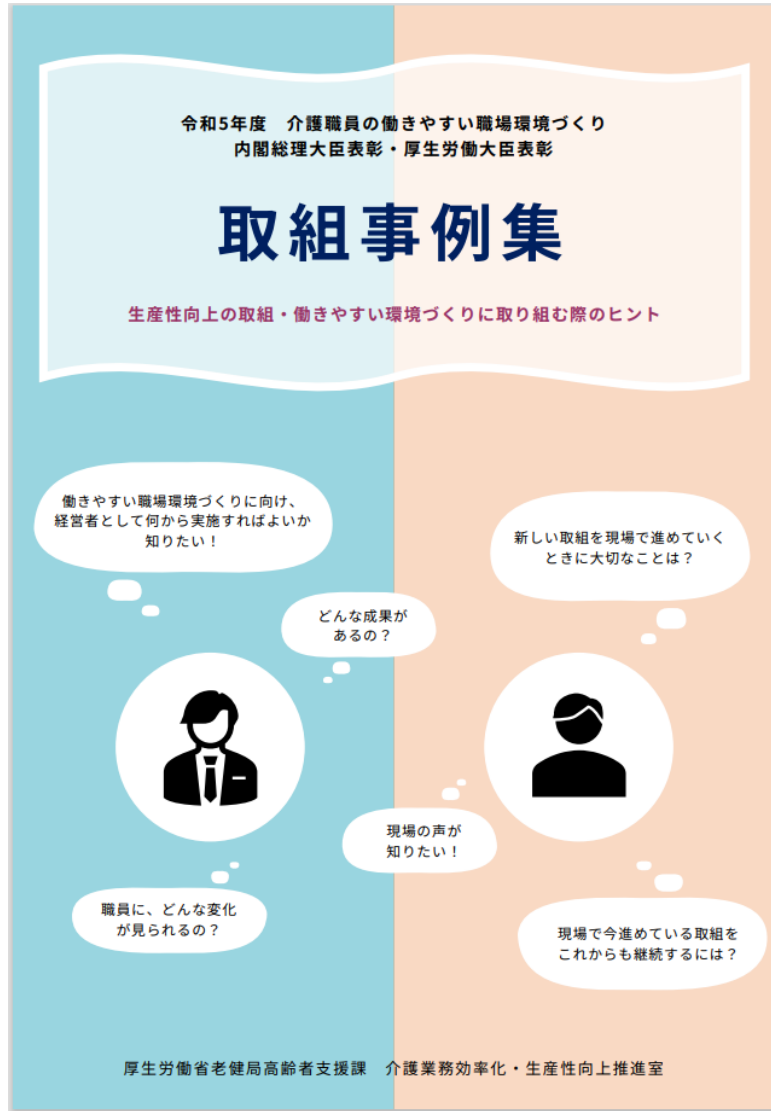 令和5年度　介護職員の働きやすい職場環境づくり
内閣総理大臣表彰・厚生労働大臣表彰
取組事例集
生産性向上の取組・働きやすい環境づくりに取り組む際のヒント
働きやすい職場環境づくりに向け、
経営者として何から実施すればよいか
知りたい！
新しい取組を現場で進めていく
ときに大切なことは？
どんな成果が
あるの？
現場の声が
知りたい！
職員に、どんな変化
が見られるの？
現場で今進めている取組を
これからも継続するには？
厚生労働省老健局高齢者支援課　介護業務効率化・生産性向上推進室